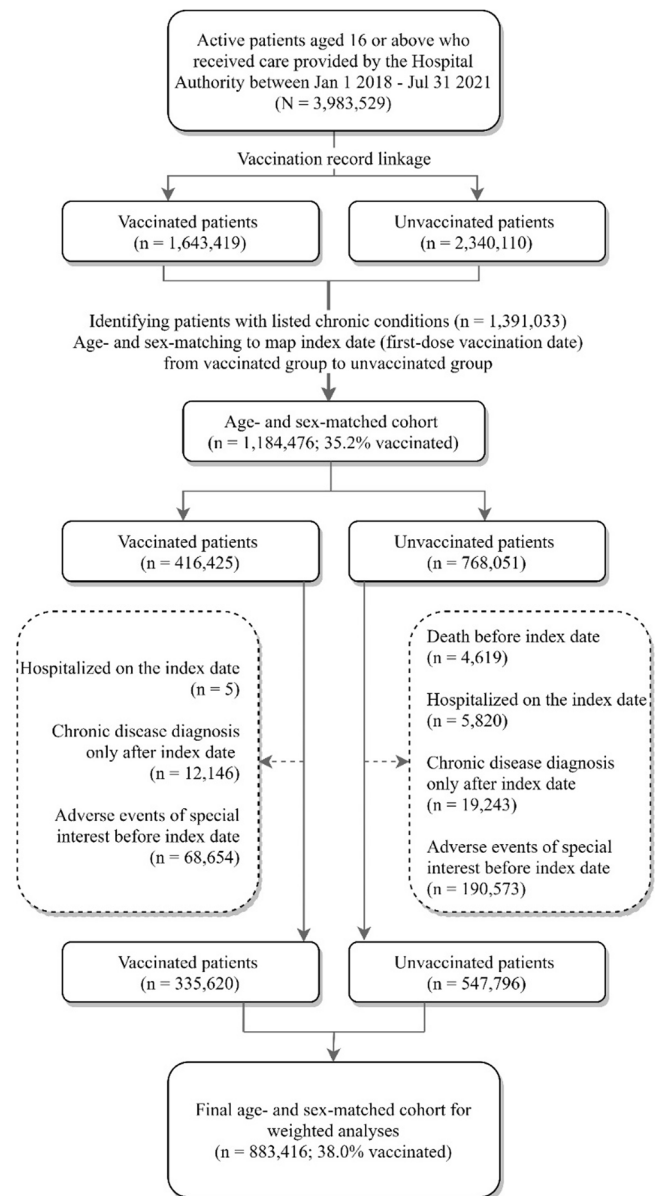 Active patients aged 16 or above who
received care provided by the Hospital
Authority between Jan 1 2018 - Jul 31 2021
(N = 3,983,529)
Vaccination record linkage
Vaccinated patients
(n = 1,643,419)
Unvaccinated patients
(n = 2,340,110)
Identifying patients with listed chronic conditions (n = 1,391,033)
Age- and sex-matching to map index date (first-dose vaccination date)
from vaccinated group to unvaccinated group
Age- and sex-matched cohort
(n = 1,184,476; 35.2% vaccinated)
Vaccinated patients
(n = 416,425)
Unvaccinated patients
(n = 768,051)
Hospitalized on the index date
(n = 5)
Chronic disease diagnosis
only after index date
(n = 12,146)
Adverse events of special
interest before index date
(n = 68,654)
Death before index date
(n = 4,619)
Hospitalized on the index date
(n = 5,820)
Chronic disease diagnosis
only after index date
(n = 19,243)
Adverse events of special
interest before index date
(n = 190,573)
Vaccinated patients
(n = 335,620)
Unvaccinated patients
(n = 547,796)
Final age- and sex-matched cohort for
weighted analyses
(n = 883,416; 38.0% vaccinated)